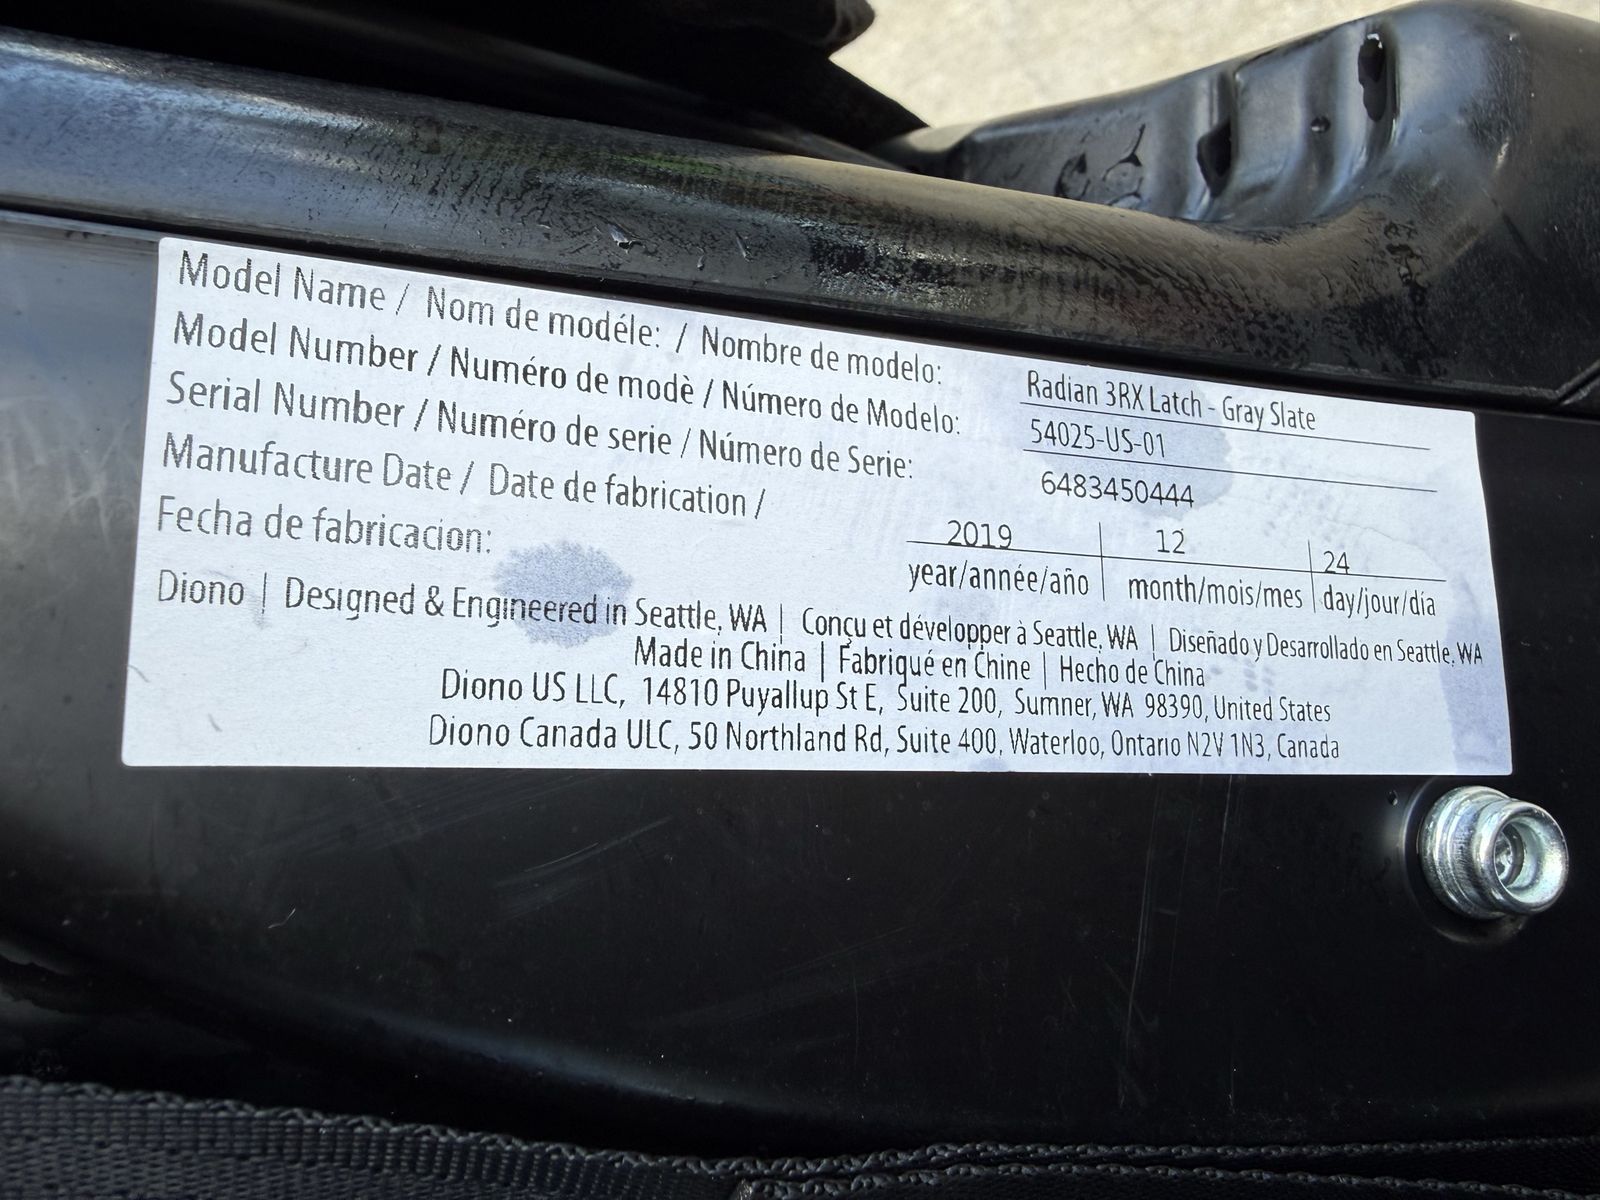 Model Name / Nom de modéle: / Nombre de modelo: Radian 3RX Latch - Gray Slate
Model Number / Numéro de modè / Número de Modelo: 54025-US-01
Serial Number / Numéro de serie / Número de Serie: 6483450444
Manufacture Date / Date de fabrication /
Fecha de fabricacion: 2019 12 24
year/année/año month/mois/mes day/jour/día
Diono | Designed & Engineered in Seattle, WA | Conçu et développer à Seattle, WA | Diseñado y Desarrollado en Seattle, WA
Made in China | Fabriqué en Chine | Hecho de China
Diono US LLC, 14810 Puyallup St E, Suite 200, Sumner, WA 98390, United States
Diono Canada ULC, 50 Northland Rd, Suite 400, Waterloo, Ontario N2V 1N3, Canada